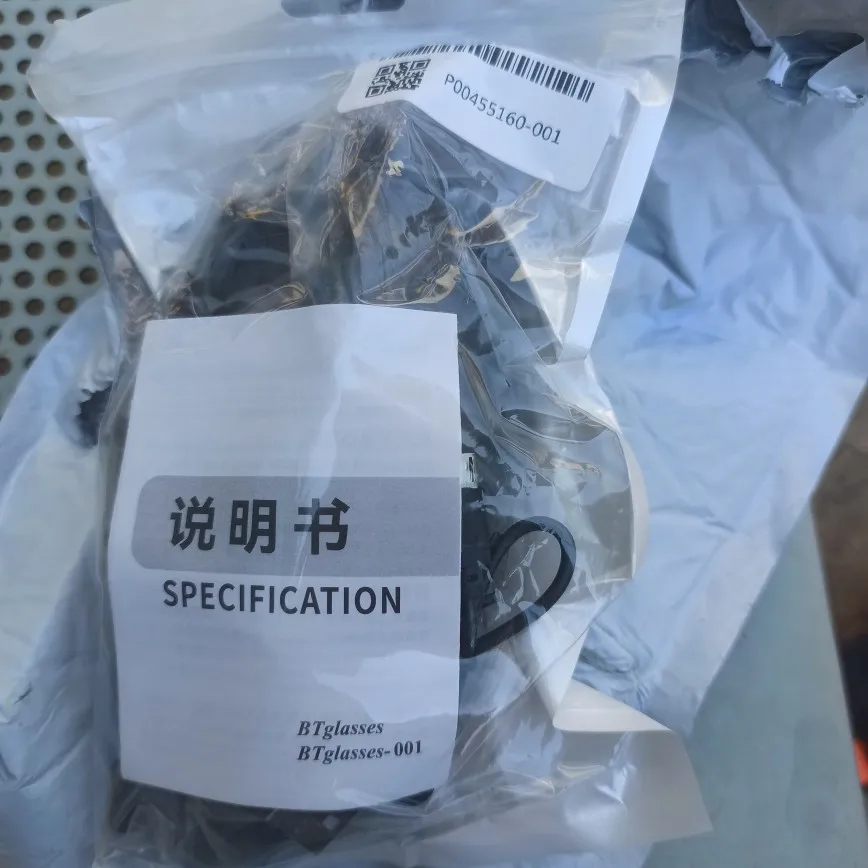 P00455160-001
说明书
SPECIFICATION
BTglasses
BTglasses-001